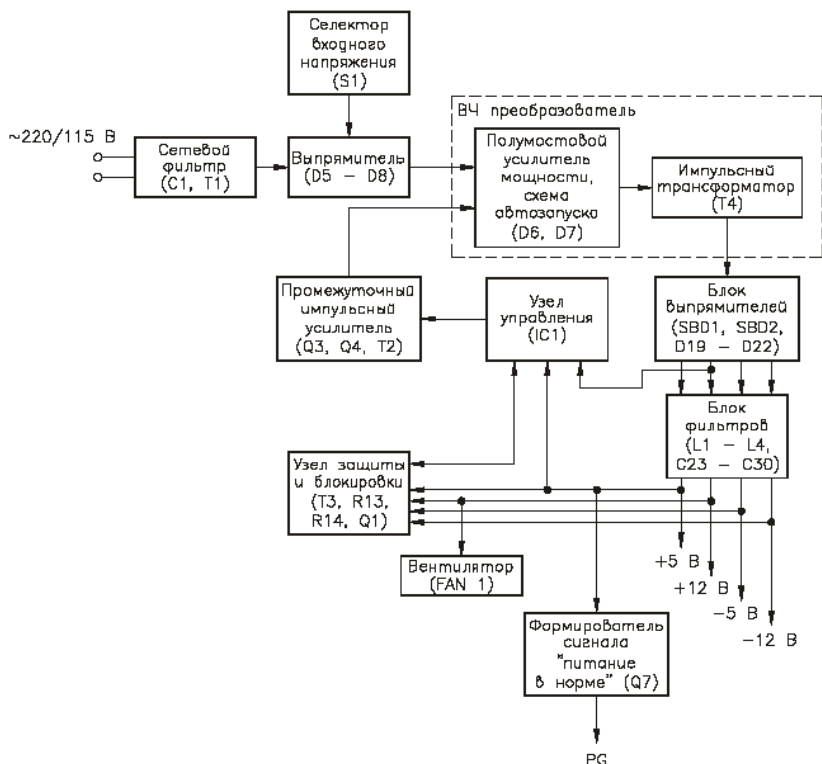 Селектор
входного
напряжения
(S1)
ВЧ преобразователь
~220/115 В
Сетевой
фильтр
(C1, T1)
Выпрямитель
(D5 – D8)
Полумостовой
усилитель
мощности,
схема
автозапуска
(D6, D7)
Импульсный
трансформатор
(T4)
Промежуточный
импульсный
усилитель
(Q3, Q4, T2)
Узел
управления
(IC1)
Блок
выпрямителей
(SBD1, SBD2,
D19 – D22)
Блок
фильтров
(L1 – L4,
C23 – C30)
Узел защиты
и блокировки
(T3, R13,
R14, Q1)
Вентилятор
(FAN 1)
+5 В
+12 В
–5 В
–12 В
Формирователь
сигнала
"питание
в норме" (Q7)
PG